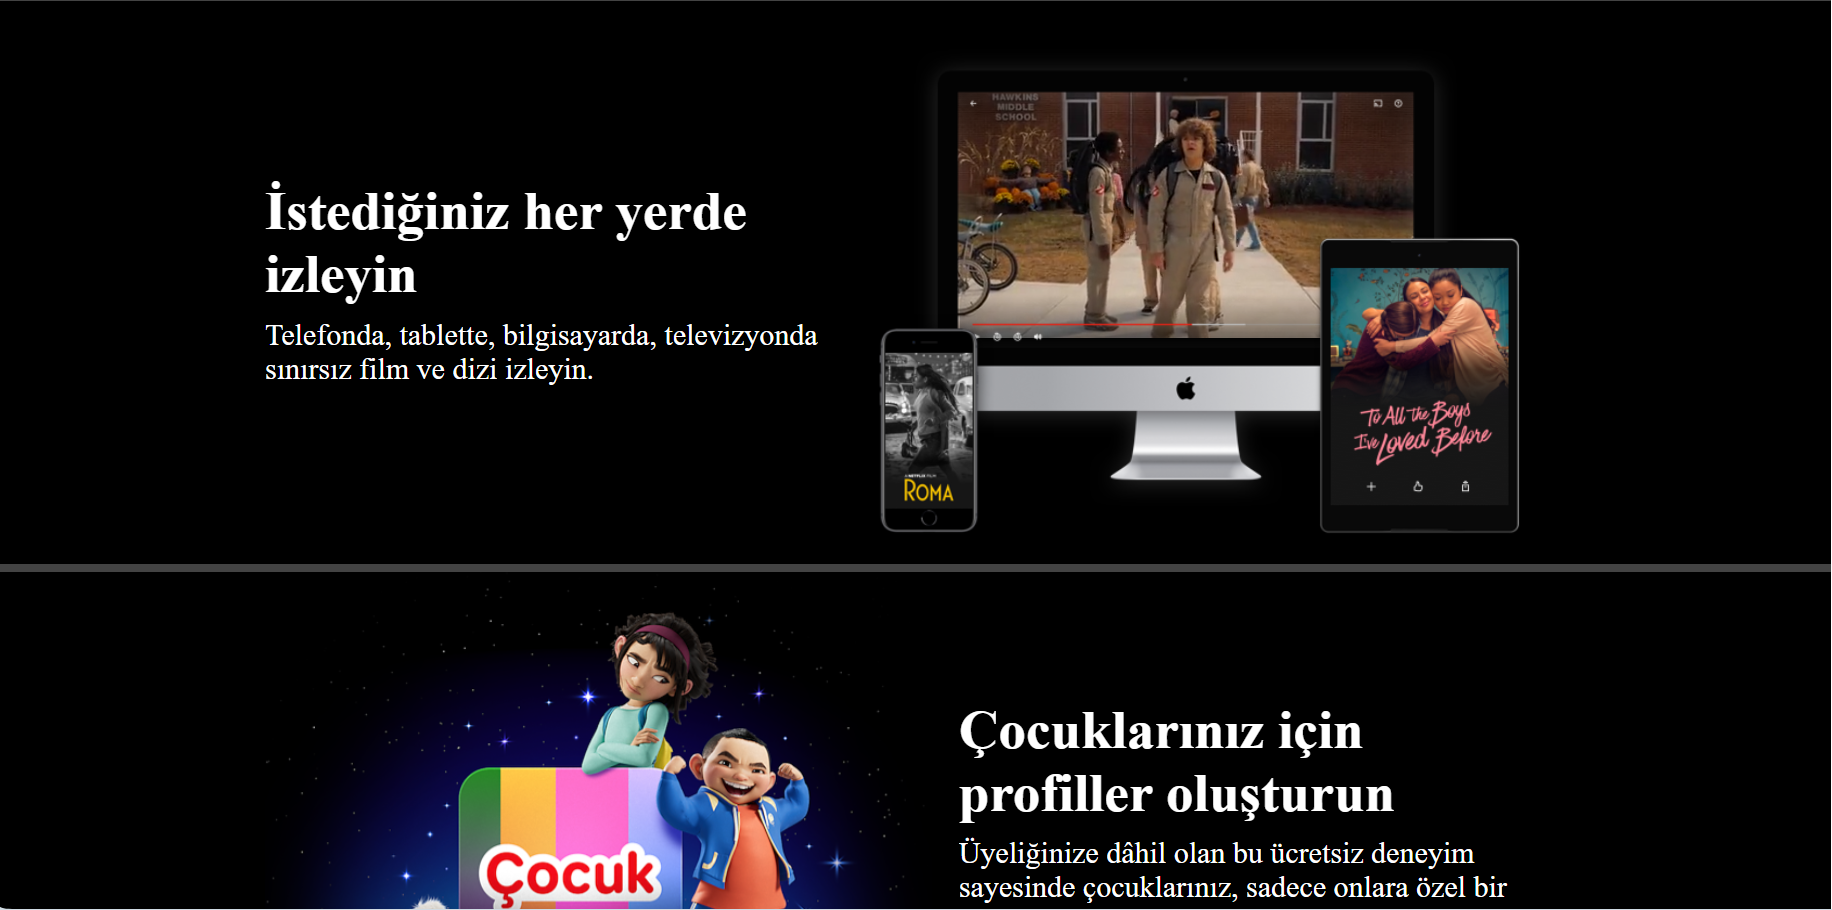 HAWKINS
MIDDLE
SCHOOL
İstediğiniz her yerde
izleyin
Telefonda, tablette, bilgisayarda, televizyonda
sınırsız film ve dizi izleyin.
A NETFLIX FILM
ROMA
To All the Boys
I've Loved Before
Çocuk
Çocuklarınız için
profiller oluşturun
Üyeliğinize dâhil olan bu ücretsiz deneyim
sayesinde çocuklarınız, sadece onlara özel bir